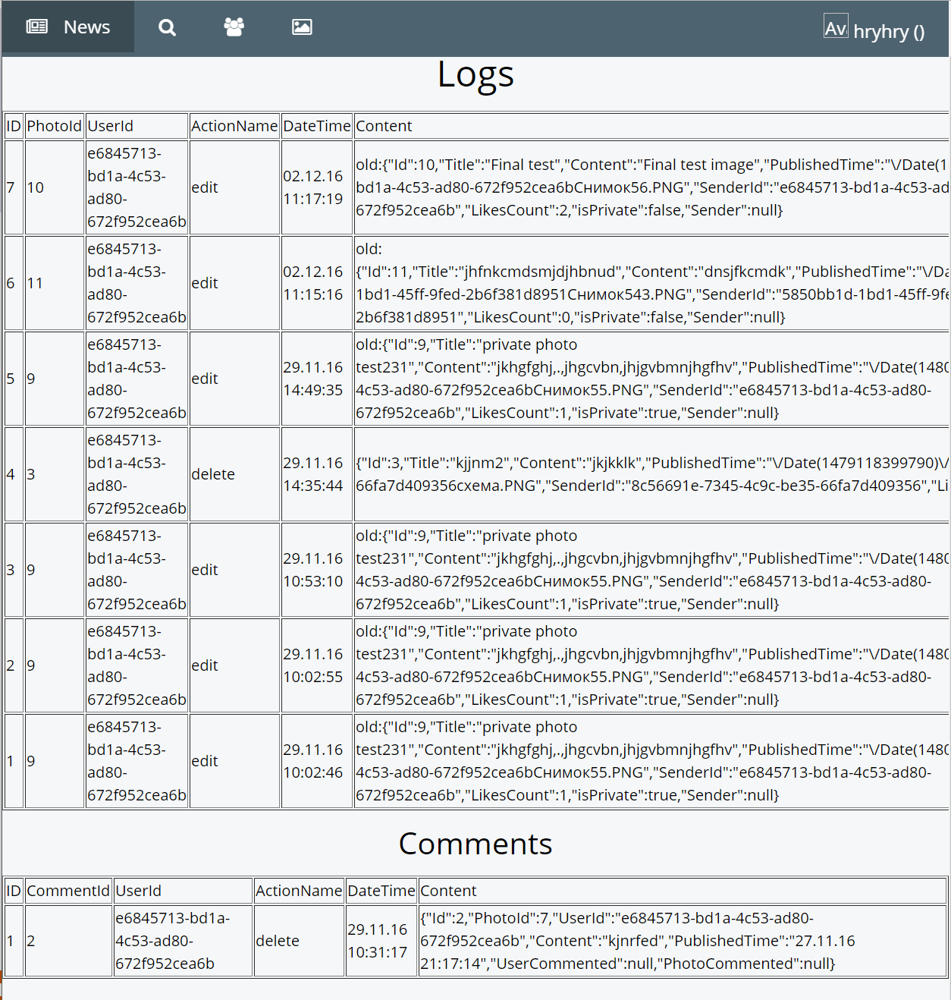 News
Av
hryhry ()
Logs
ID PhotoId UserId ActionName DateTime Content
7 10 e6845713-
bd1a-4c53-
ad80-
672f952cea6b edit 02.12.16
11:17:19 old:{"Id":10,"Title":"Final test","Content":"Final test image","PublishedTime":"\/Date(1
bd1a-4c53-ad80-672f952cea6bСнимок56.PNG","SenderId":"e6845713-bd1a-4c53-ad
672f952cea6b","LikesCount":2,"isPrivate":false,"Sender":null}
6 11 e6845713-
bd1a-4c53-
ad80-
672f952cea6b edit 02.12.16
11:15:16 old:
{"Id":11,"Title":"jhfnkcmdsmjdjhbnud","Content":"dnsjfkcmdk","PublishedTime":"\/Da
1bd1-45ff-9fed-2b6f381d8951Снимок543.PNG","SenderId":"5850bb1d-1bd1-45ff-9fe
2b6f381d8951","LikesCount":0,"isPrivate":false,"Sender":null}
5 9 e6845713-
bd1a-4c53-
ad80-
672f952cea6b edit 29.11.16
14:49:35 old:{"Id":9,"Title":"private photo
test231","Content":"jkhgfghj,.,jhgcvbn,jhjgvbmnjhgfhv","PublishedTime":"\/Date(1480
4c53-ad80-672f952cea6bСнимок55.PNG","SenderId":"e6845713-bd1a-4c53-ad80-
672f952cea6b","LikesCount":1,"isPrivate":true,"Sender":null}
4 3 e6845713-
bd1a-4c53-
ad80-
672f952cea6b delete 29.11.16
14:35:44 {"Id":3,"Title":"kjjnm2","Content":"jkjkklk","PublishedTime":"\/Date(1479118399790)\/
66fa7d409356схема.PNG","SenderId":"8c56691e-7345-4c9c-be35-66fa7d409356","Li
3 9 e6845713-
bd1a-4c53-
ad80-
672f952cea6b edit 29.11.16
10:53:10 old:{"Id":9,"Title":"private photo
test231","Content":"jkhgfghj,.,jhgcvbn,jhjgvbmnjhgfhv","PublishedTime":"\/Date(1480
4c53-ad80-672f952cea6bСнимок55.PNG","SenderId":"e6845713-bd1a-4c53-ad80-
672f952cea6b","LikesCount":1,"isPrivate":true,"Sender":null}
2 9 e6845713-
bd1a-4c53-
ad80-
672f952cea6b edit 29.11.16
10:02:55 old:{"Id":9,"Title":"private photo
test231","Content":"jkhgfghj,.,jhgcvbn,jhjgvbmnjhgfhv","PublishedTime":"\/Date(1480
4c53-ad80-672f952cea6bСнимок55.PNG","SenderId":"e6845713-bd1a-4c53-ad80-
672f952cea6b","LikesCount":1,"isPrivate":true,"Sender":null}
1 9 e6845713-
bd1a-4c53-
ad80-
672f952cea6b edit 29.11.16
10:02:46 old:{"Id":9,"Title":"private photo
test231","Content":"jkhgfghj,.,jhgcvbn,jhjgvbmnjhgfhv","PublishedTime":"\/Date(1480
4c53-ad80-672f952cea6bСнимок55.PNG","SenderId":"e6845713-bd1a-4c53-ad80-
672f952cea6b","LikesCount":1,"isPrivate":true,"Sender":null}
Comments
ID CommentId UserId ActionName DateTime Content
1 2 e6845713-bd1a-
4c53-ad80-
672f952cea6b delete 29.11.16
10:31:17 {"Id":2,"PhotoId":7,"UserId":"e6845713-bd1a-4c53-ad80-
672f952cea6b","Content":"kjnrfed","PublishedTime":"27.11.16
21:17:14","UserCommented":null,"PhotoCommented":null}